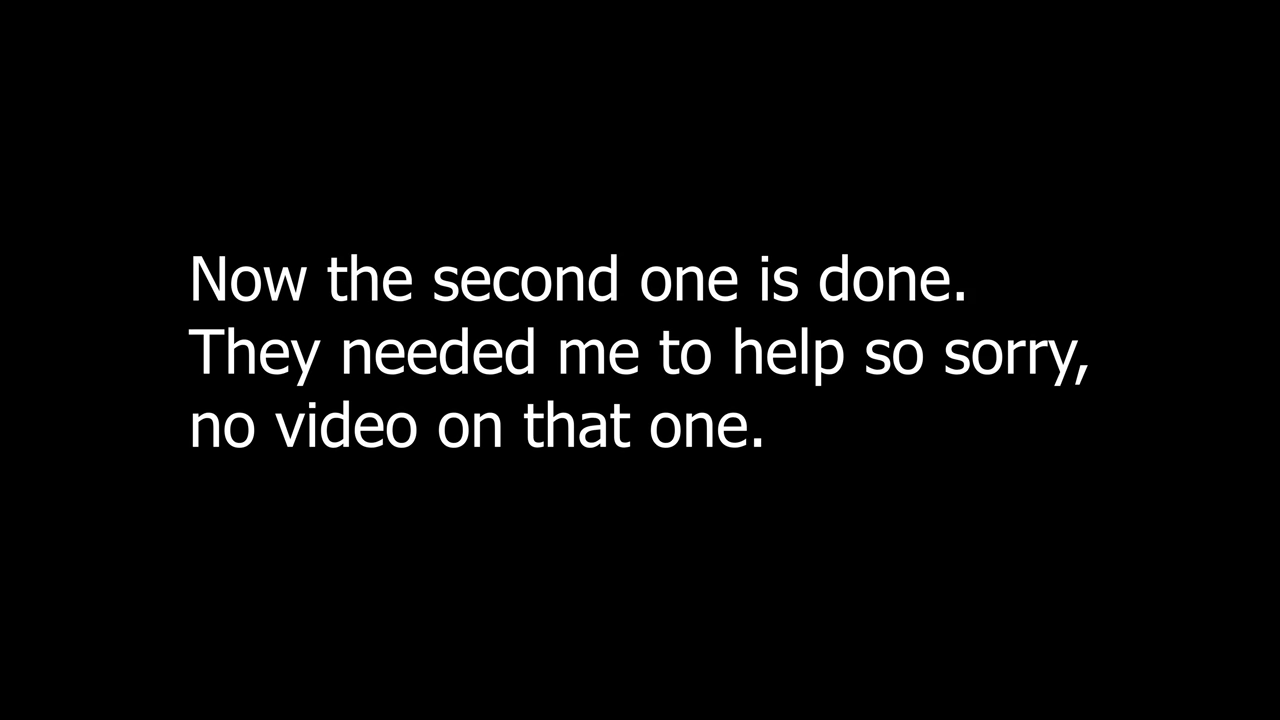 Now the second one is done.
They needed me to help so sorry,
no video on that one.